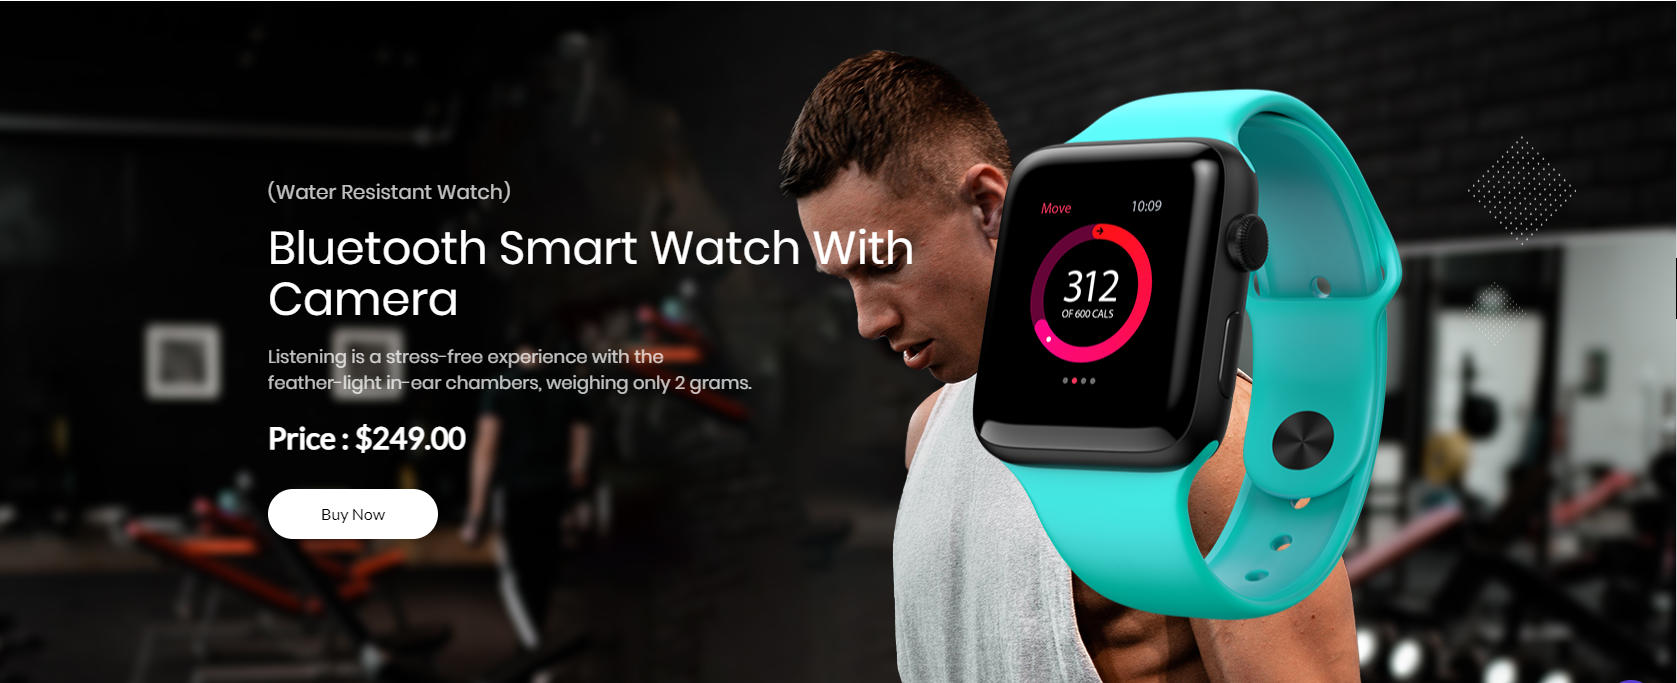 (Water Resistant Watch)
Bluetooth Smart Watch With
Camera
Listening is a stress-free experience with the
feather-light in-ear chambers, weighing only 2 grams.
Price : $249.00
Buy Now
Move 10:09
312
OF 600 CALS